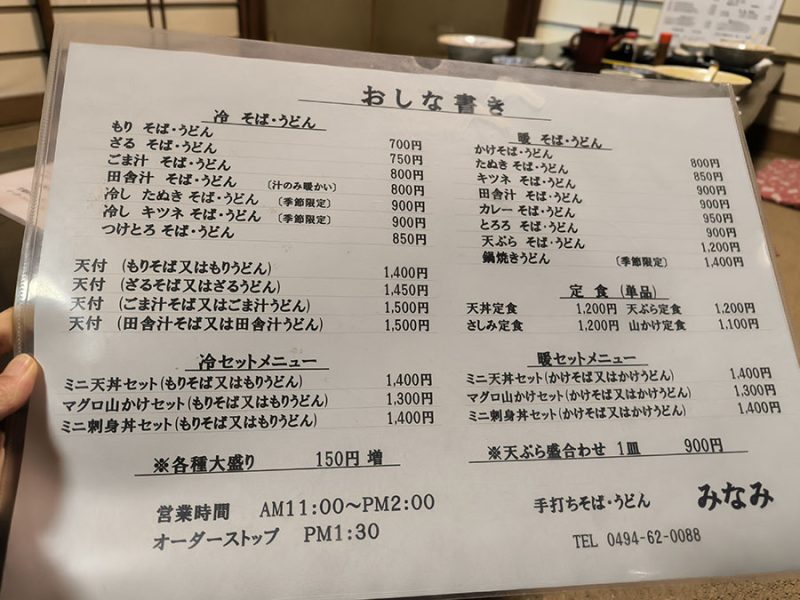 おしな書き
冷 そば・うどん
もり そば・うどん 700円
ざる そば・うどん 750円
ごま汁 そば・うどん 800円
田舎汁 そば・うどん 〔汁のみ暖かい〕 800円
冷し たぬき そば・うどん 〔季節限定〕 900円
冷し キツネ そば・うどん 〔季節限定〕 900円
つけとろ そば・うどん 850円
天付 (もりそば又はもりうどん) 1,400円
天付 (ざるそば又はざるうどん) 1,450円
天付 (ごま汁そば又はごま汁うどん) 1,500円
天付 (田舎汁そば又は田舎汁うどん) 1,500円
冷セットメニュー
ミニ天丼セット(もりそば又はもりうどん) 1,400円
マグロ山かけセット(もりそば又はもりうどん) 1,300円
ミニ刺身丼セット(もりそば又はもりうどん) 1,400円
※各種大盛り 150円 増
営業時間 AM11:00～PM2:00
オーダーストップ PM1:30
暖 そば・うどん
かけそば・うどん 800円
たぬき そば・うどん 850円
キツネ そば・うどん 900円
田舎汁 そば・うどん 900円
カレーそば・うどん 950円
とろろ そば・うどん 900円
天ぷら そば・うどん 1,200円
鍋焼きうどん 〔季節限定〕 1,400円
定 食 (単品)
天丼定食 1,200円 天ぷら定食 1,200円
さしみ定食 1,200円 山かけ定食 1,100円
暖セットメニュー
ミニ天丼セット(かけそば又はかけうどん) 1,400円
マグロ山かけセット(かけそば又はかけうどん) 1,300円
ミニ刺身丼セット(かけそば又はかけうどん) 1,400円
※天ぷら盛合わせ 1皿 900円
手打ちそば・うどん みなみ
TEL 0494-62-0088